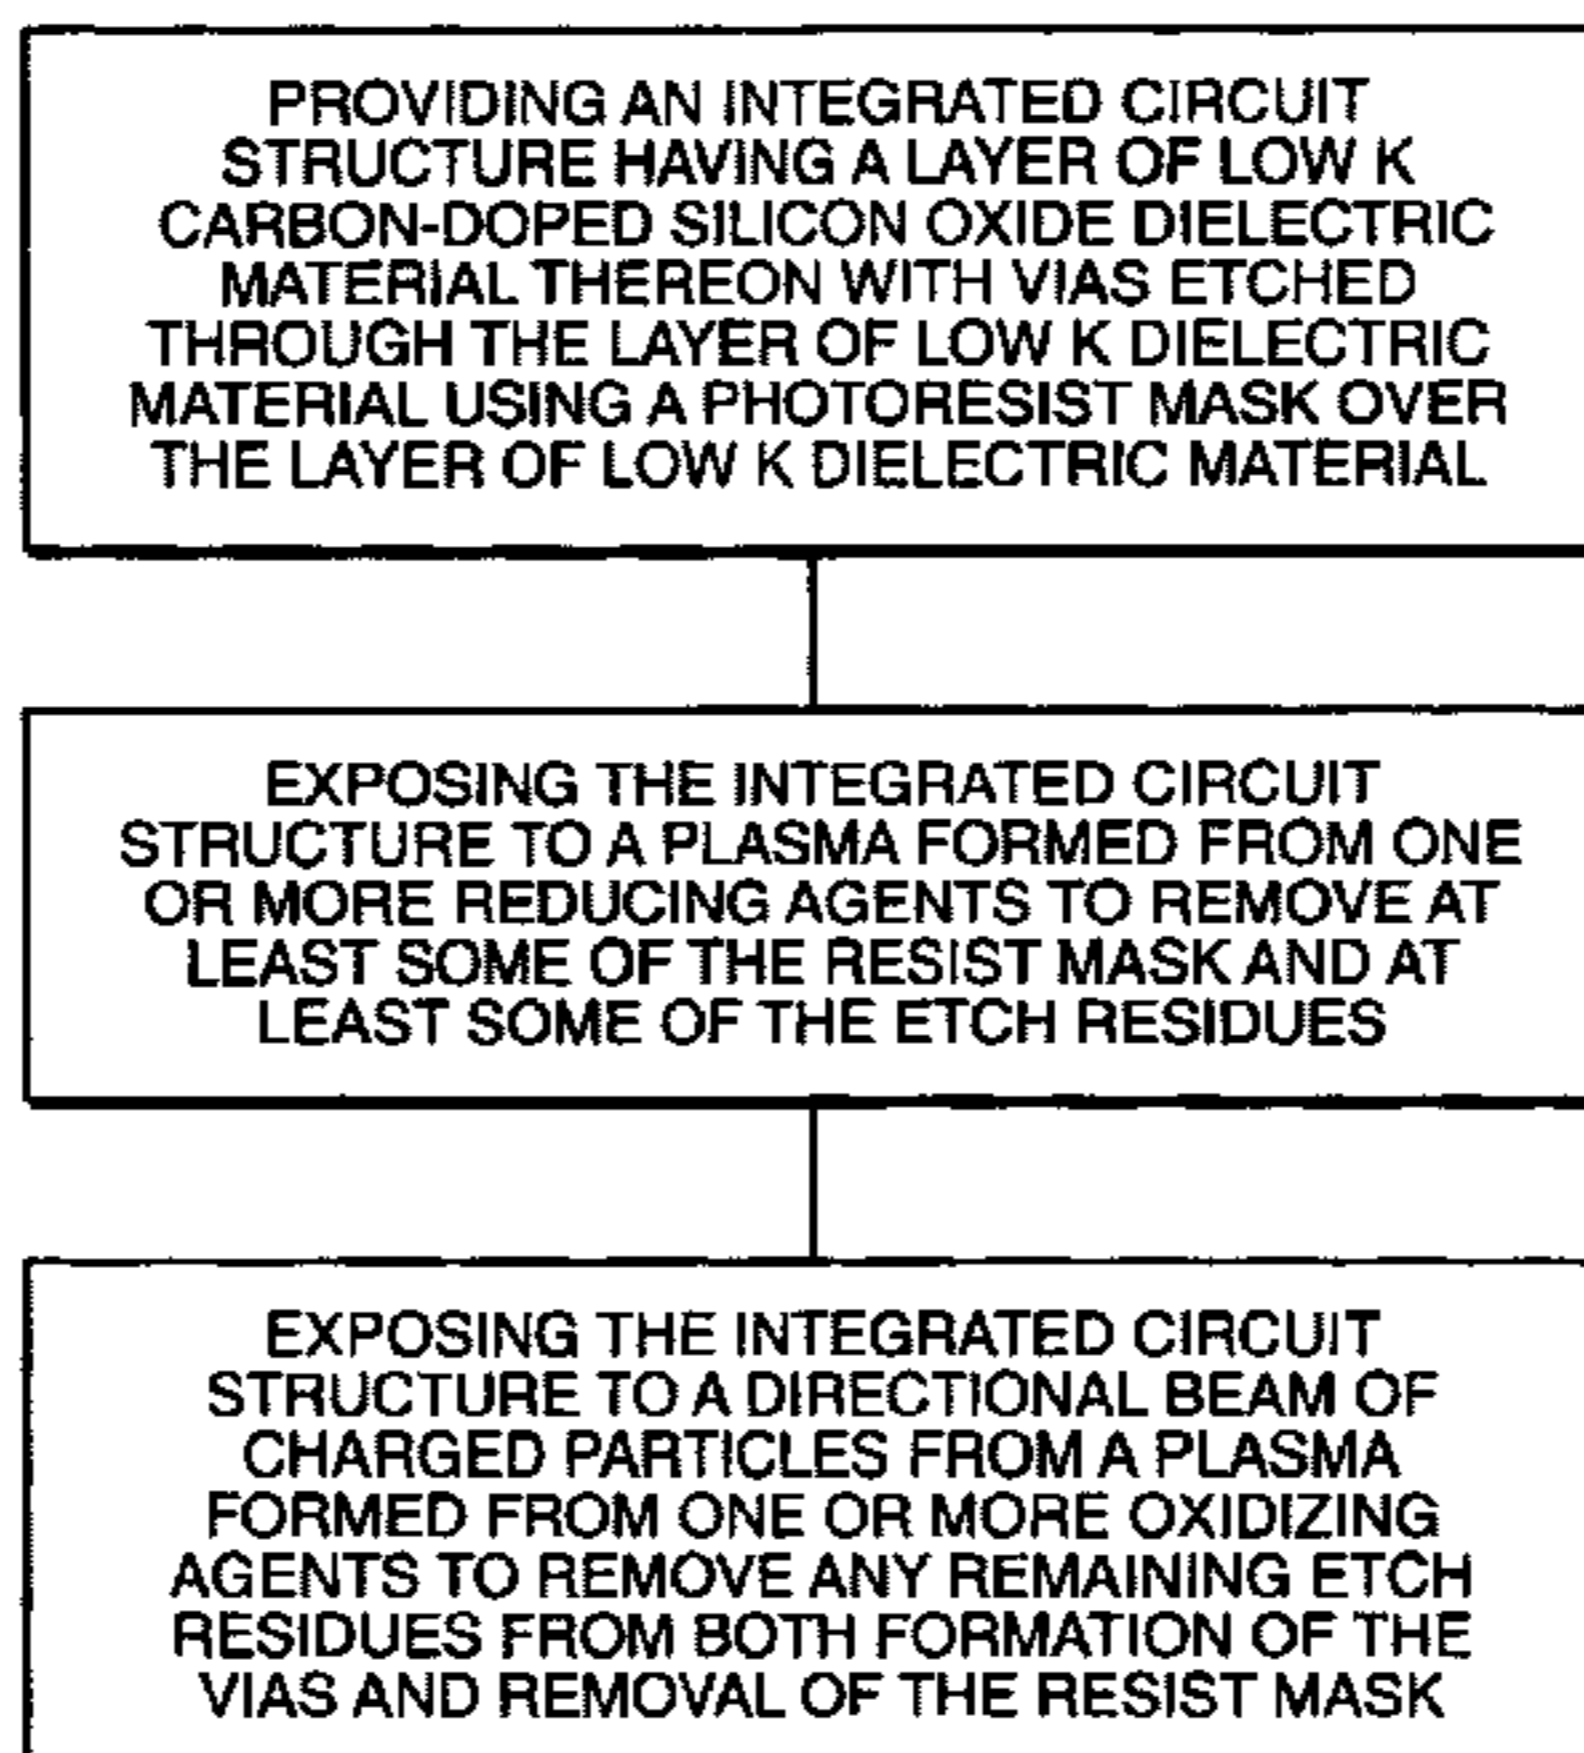 PROVIDING AN INTEGRATED CIRCUIT
STRUCTURE HAVING A LAYER OF LOW K
CARBON-DOPED SILICON OXIDE DIELECTRIC
MATERIAL THEREON WITH VIAS ETCHED
THROUGH THE LAYER OF LOW K DIELECTRIC
MATERIAL USING A PHOTORESIST MASK OVER
THE LAYER OF LOW K DIELECTRIC MATERIAL
EXPOSING THE INTEGRATED CIRCUIT
STRUCTURE TO A PLASMA FORMED FROM ONE
OR MORE REDUCING AGENTS TO REMOVE AT
LEAST SOME OF THE RESIST MASK AND AT
LEAST SOME OF THE ETCH RESIDUES
EXPOSING THE INTEGRATED CIRCUIT
STRUCTURE TO A DIRECTIONAL BEAM OF
CHARGED PARTICLES FROM A PLASMA
FORMED FROM ONE OR MORE OXIDIZING
AGENTS TO REMOVE ANY REMAINING ETCH
RESIDUES FROM BOTH FORMATION OF THE
VIAS AND REMOVAL OF THE RESIST MASK